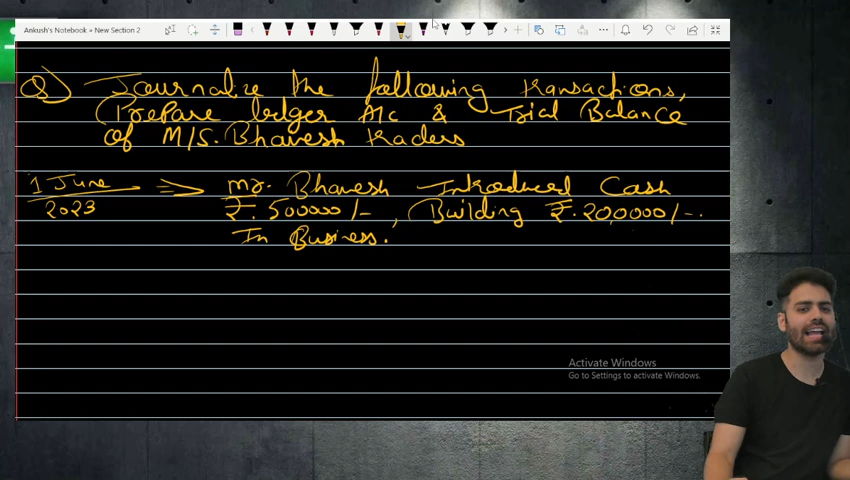 Ankush's Notebook » New Section 2
Q) Journalize the following transactions,
Prepare ledger A/c & Trial Balance
of M/S. Bhavesh traders
1 June 2023 => Mr. Bhavesh Introduced Cash
₹. 500000/-, Building ₹. 200000/-.
In Business.
Activate Windows
Go to Settings to activate Windows.